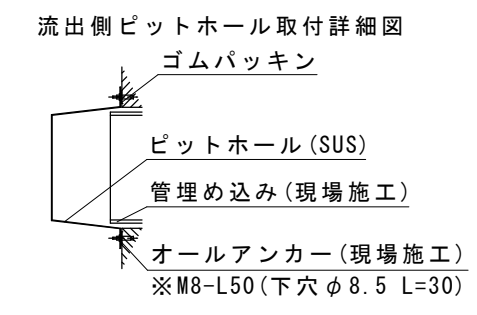 流出側ピットホール取付詳細図
ゴムパッキン
ピットホール(SUS)
管埋め込み(現場施工)
オールアンカー(現場施工)
※M8-L50(下穴φ8.5 L=30)